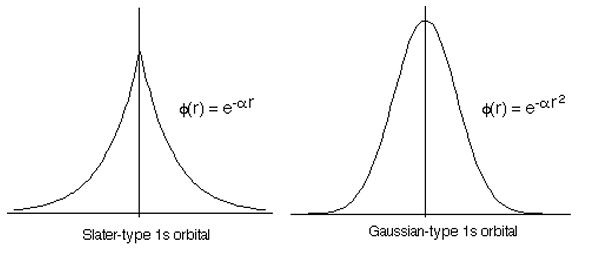 ϕ(r) = e^-αr
Slater-type 1s orbital
ϕ(r) = e^-αr²
Gaussian-type 1s orbital